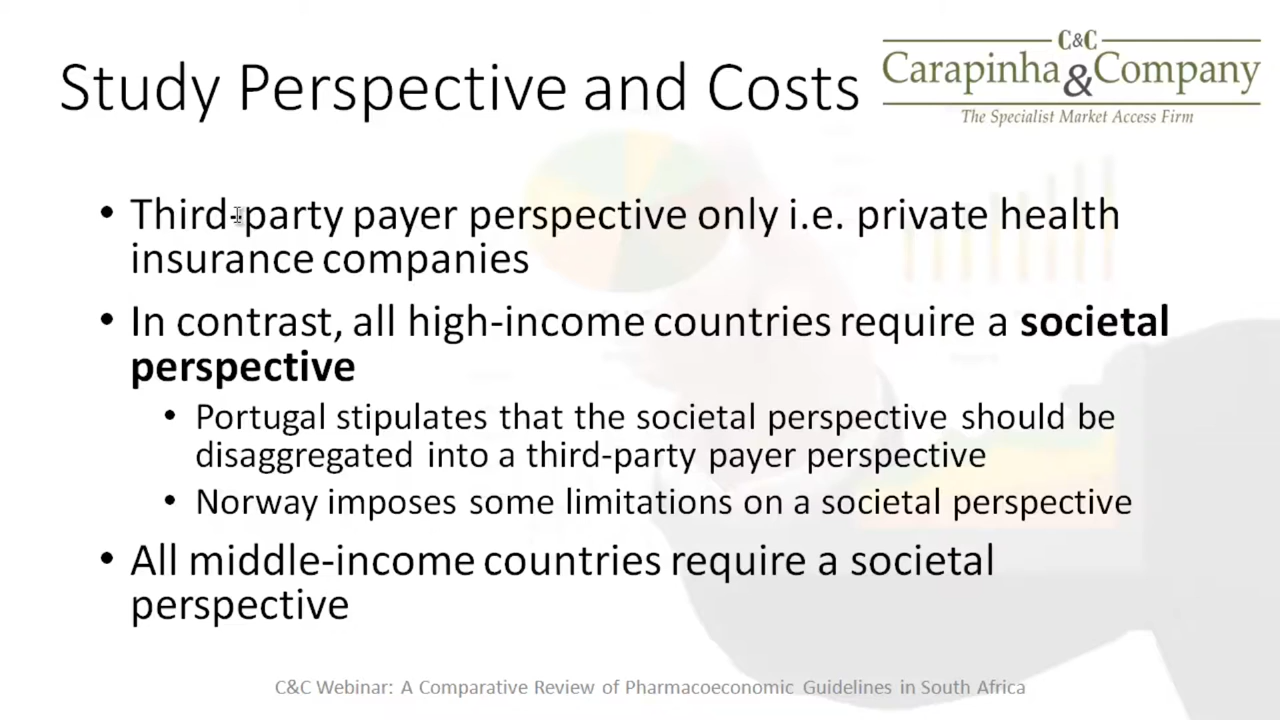 Study Perspective and Costs
C&C
Carapinha & Company
The Specialist Market Access Firm
• Third-party payer perspective only i.e. private health
insurance companies
• In contrast, all high-income countries require a societal
perspective
• Portugal stipulates that the societal perspective should be
disaggregated into a third-party payer perspective
• Norway imposes some limitations on a societal perspective
• All middle-income countries require a societal
perspective
C&C Webinar: A Comparative Review of Pharmacoeconomic Guidelines in South Africa